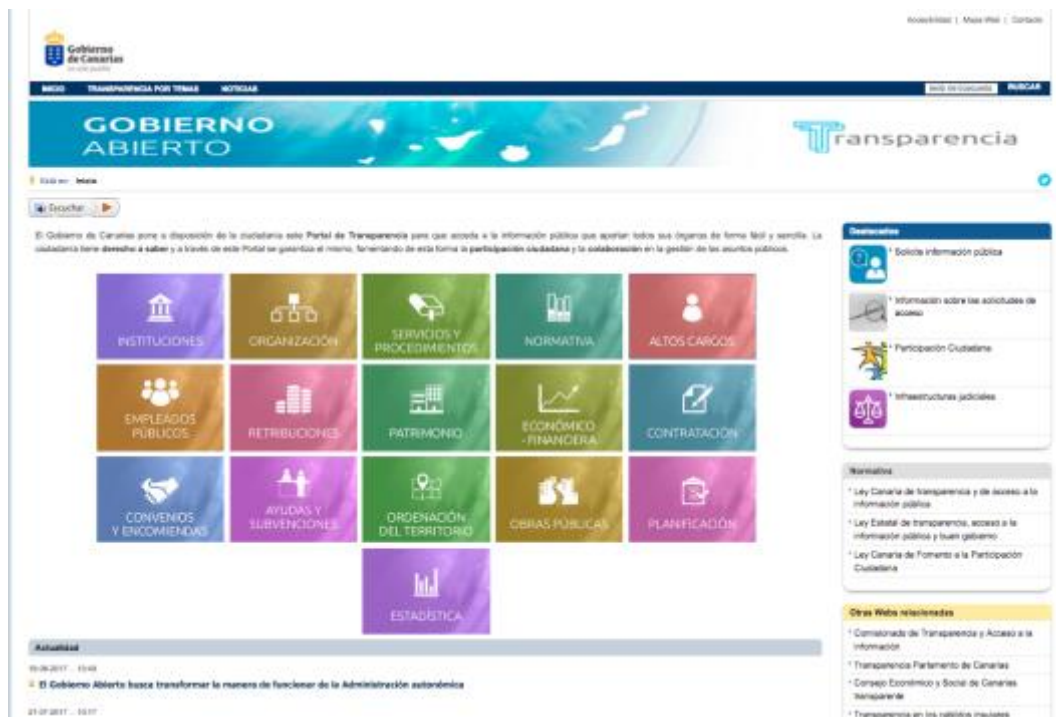 Accesibilidad | Mapa Web | Contacto
Gobierno
de Canarias
INICIO TRANSPARENCIA POR TEMAS NOTICIAS
BUSCAR
GOBIERNO
ABIERTO
Transparencia
Inicio
Escuchar
El Gobierno de Canarias pone a disposición de la ciudadanía este Portal de Transparencia para que acceda a la información pública que aportan todos sus órganos de forma fácil y sencilla. La
ciudadanía tiene derecho a saber y a través de este Portal se garantiza el mismo, fomentando de esta forma la participación ciudadana y la colaboración en la gestión de los asuntos públicos.
INSTITUCIONES
ORGANIZACIÓN
SERVICIOS Y
PROCEDIMIENTOS
NORMATIVA
ALTOS CARGOS
EMPLEADOS
PÚBLICOS
RETRIBUCIONES
PATRIMONIO
ECONÓMICO
-FINANCIERA
CONTRATACIÓN
CONVENIOS
Y ENCOMIENDAS
AYUDAS Y
SUBVENCIONES
ORDENACIÓN
DEL TERRITORIO
OBRAS PÚBLICAS
PLANIFICACIÓN
ESTADÍSTICA
Destacados
Solicita información pública
Información sobre las solicitudes de
acceso
Participación Ciudadana
Infraestructuras judiciales
Normativa
Ley Canaria de transparencia y de acceso a la
información pública
Ley Estatal de transparencia, acceso a la
información pública y buen gobierno
Ley Canaria de Fomento a la Participación
Ciudadana
Otras Webs relacionadas
Comisionado de Transparencia y Acceso a la
Información
Transparencia Parlamento de Canarias
Consejo Económico y Social de Canarias
transparente
Transparencia en los cabildos insulares
Actualidad
El Gobierno Abierto busca transformar la manera de funcionar de la Administración autonómica